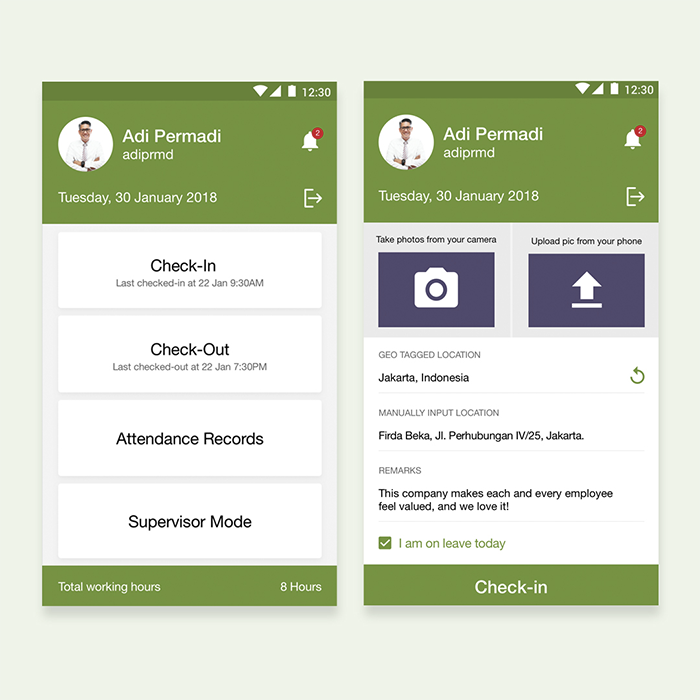 12:30
Adi Permadi
2
adiprmd
Tuesday, 30 January 2018
Check-In
Last checked-in at 22 Jan 9:30AM
Check-Out
Last checked-out at 22 Jan 7:30PM
Attendance Records
Supervisor Mode
Total working hours
8 Hours
12:30
Adi Permadi
2
adiprmd
Tuesday, 30 January 2018
Take photos from your camera
Upload pic from your phone
GEO TAGGED LOCATION
Jakarta, Indonesia
MANUALLY INPUT LOCATION
Firda Beka, Jl. Perhubungan IV/25, Jakarta.
REMARKS
This company makes each and every employee
feel valued, and we love it!
I am on leave today
Check-in